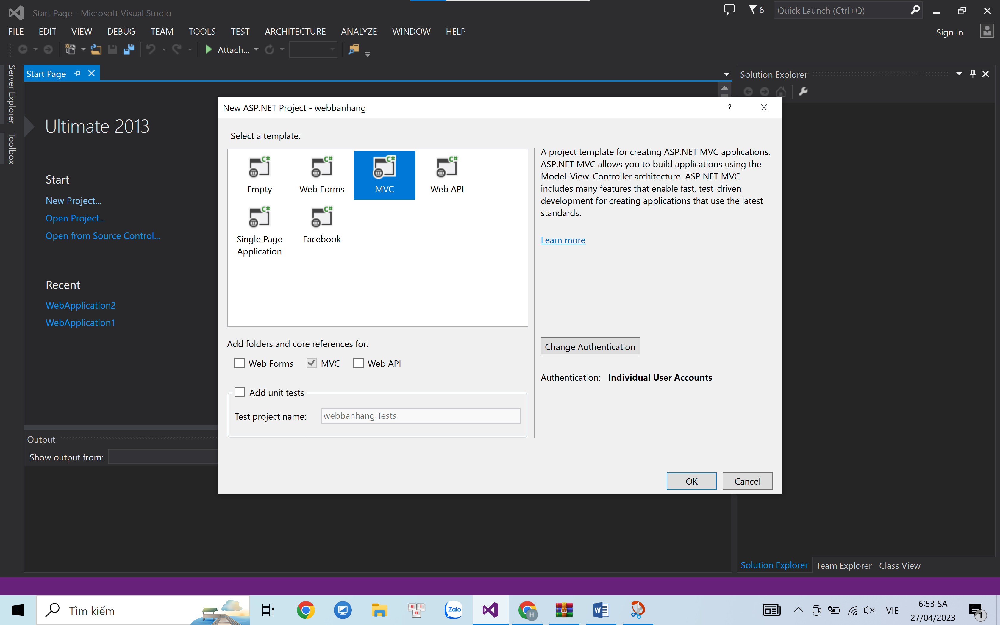 Start Page - Microsoft Visual Studio
6
Quick Launch (Ctrl+Q)
FILE EDIT VIEW DEBUG TEAM TOOLS TEST ARCHITECTURE ANALYZE WINDOW HELP
Sign in
Attach...
Server Explorer
Toolbox
Start Page
Solution Explorer
Ultimate 2013
Start
New Project...
Open Project...
Open from Source Control...
Recent
WebApplication2
WebApplication1
New ASP.NET Project - webbanhang
?
Select a template:
C# C# C# C#
Empty Web Forms MVC Web API
C# C#
Single Page
Application
Facebook
A project template for creating ASP.NET MVC applications.
ASP.NET MVC allows you to build applications using the
Model-View-Controller architecture. ASP.NET MVC
includes many features that enable fast, test-driven
development for creating applications that use the latest
standards.
Learn more
Add folders and core references for:
Web Forms MVC Web API
Add unit tests
Test project name: webbanhang.Tests
Change Authentication
Authentication: Individual User Accounts
OK Cancel
Output
Show output from:
Solution Explorer Team Explorer Class View
Tìm kiếm
u n i
Zalo
H
W
VIE
6:53 SA
27/04/2023
1